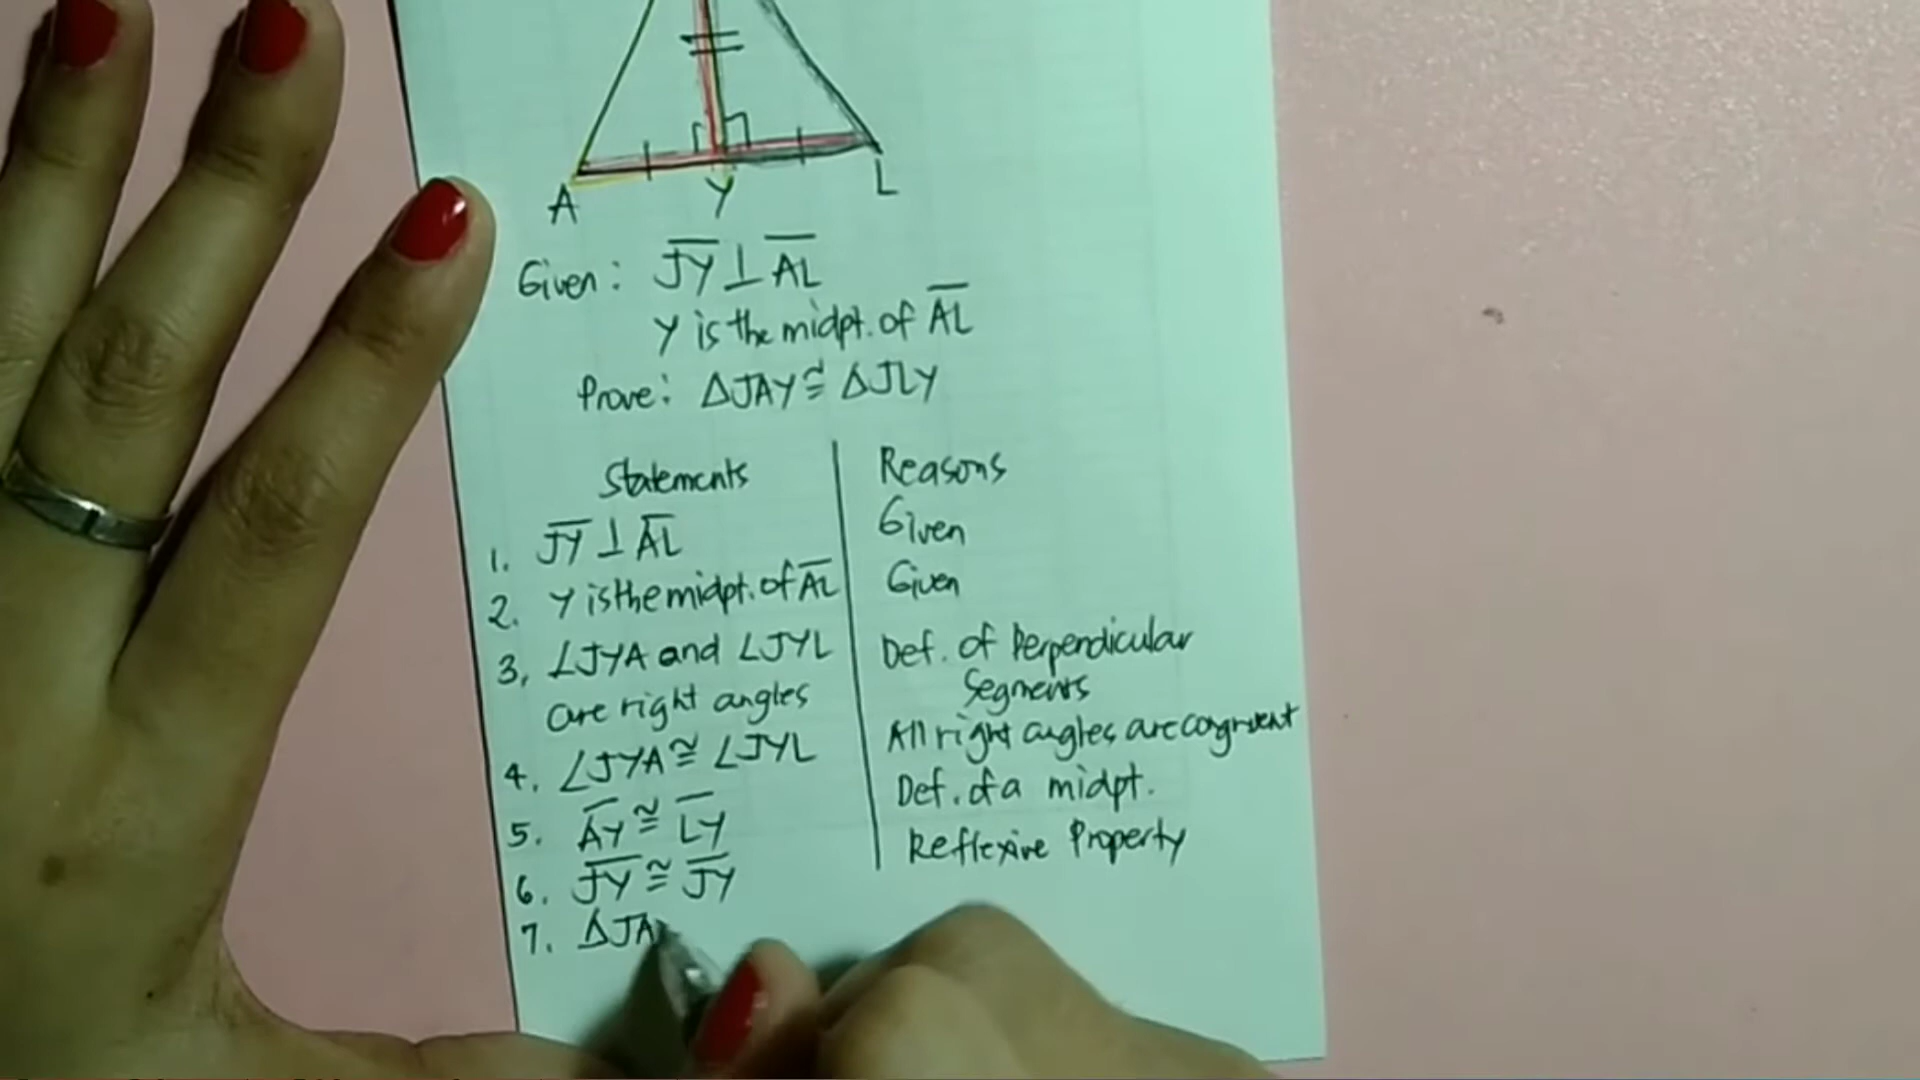 A Y L
Given: JY ⊥ AL
Y is the midpt. of AL
Prove: ΔJAY ≅ ΔJLY
Statements Reasons
1. JY ⊥ AL Given
2. Y is the midpt. of AL Given
3. ∠JYA and ∠JYL Def. of Perpendicular
are right angles Segments
4. ∠JYA ≅ ∠JYL All right angles are congruent
5. AY ≅ LY Def. of a midpt.
6. JY ≅ JY Reflexive Property
7. ΔJA